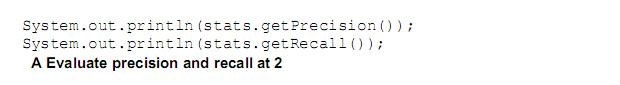 System.out.println(stats.getPrecision());
System.out.println(stats.getRecall());
A Evaluate precision and recall at 2